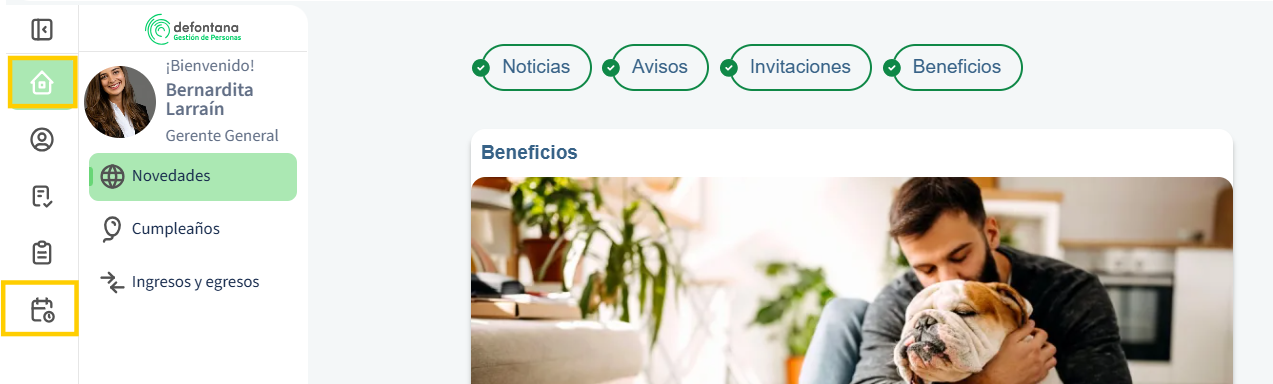 defontana
Gestión de Personas
¡Bienvenido!
Bernardita
Larraín
Gerente General
Novedades
Cumpleaños
Ingresos y egresos
Noticias
Avisos
Invitaciones
Beneficios
Beneficios